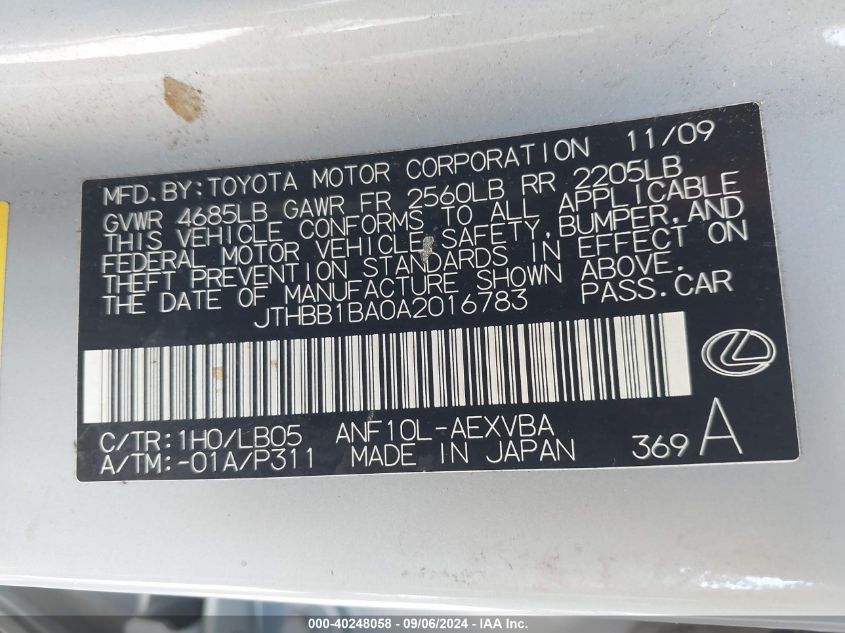 MFD.BY:TOYOTA MOTOR CORPORATION 11/09
GVWR 4685LB GAWR FR 2560LB RR 2205LB
THIS VEHICLE CONFORMS TO ALL APPLICABLE
FEDERAL MOTOR VEHICLE SAFETY,BUMPER,AND
THEFT PREVENTION STANDARDS IN EFFECT ON
THE DATE OF MANUFACTURE SHOWN ABOVE.
JTHBB1BA0A2016783 PASS.CAR
C/TR:1H0/LB05 ANF10L-AEXVBA
A/TM:-01A/P311 MADE IN JAPAN 369 A
000-40248058 - 09/06/2024 - IAA Inc.